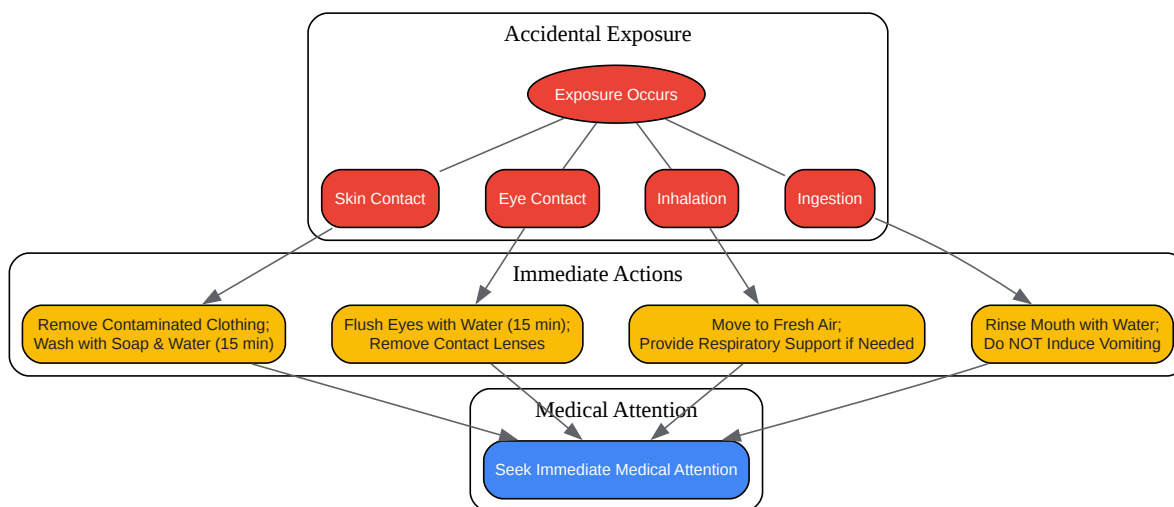 Accidental Exposure
Exposure Occurs
Skin Contact
Eye Contact
Inhalation
Ingestion
Immediate Actions
Remove Contaminated Clothing;
Wash with Soap & Water (15 min)
Flush Eyes with Water (15 min);
Remove Contact Lenses
Move to Fresh Air;
Provide Respiratory Support if Needed
Rinse Mouth with Water;
Do NOT Induce Vomiting
Medical Attention
Seek Immediate Medical Attention